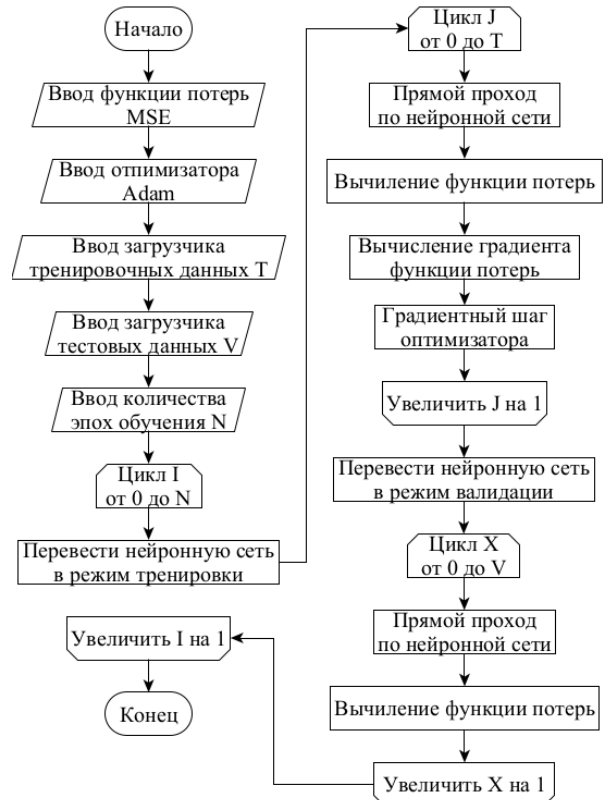 Начало
Ввод функции потерь
MSE
Ввод отпимизатора
Adam
Ввод загрузчика
тренировочных данных T
Ввод загрузчика
тестовых данных V
Ввод количества
эпох обучения N
Цикл I
от 0 до N
Перевести нейронную сеть
в режим тренировки
Цикл J
от 0 до T
Прямой проход
по нейронной сети
Вычиление функции потерь
Вычисление градиента
функции потерь
Градиентный шаг
оптимизатора
Увеличить J на 1
Перевести нейронную сеть
в режим валидации
Цикл X
от 0 до V
Прямой проход
по нейронной сети
Вычиление функции потерь
Увеличить X на 1
Увеличить I на 1
Конец